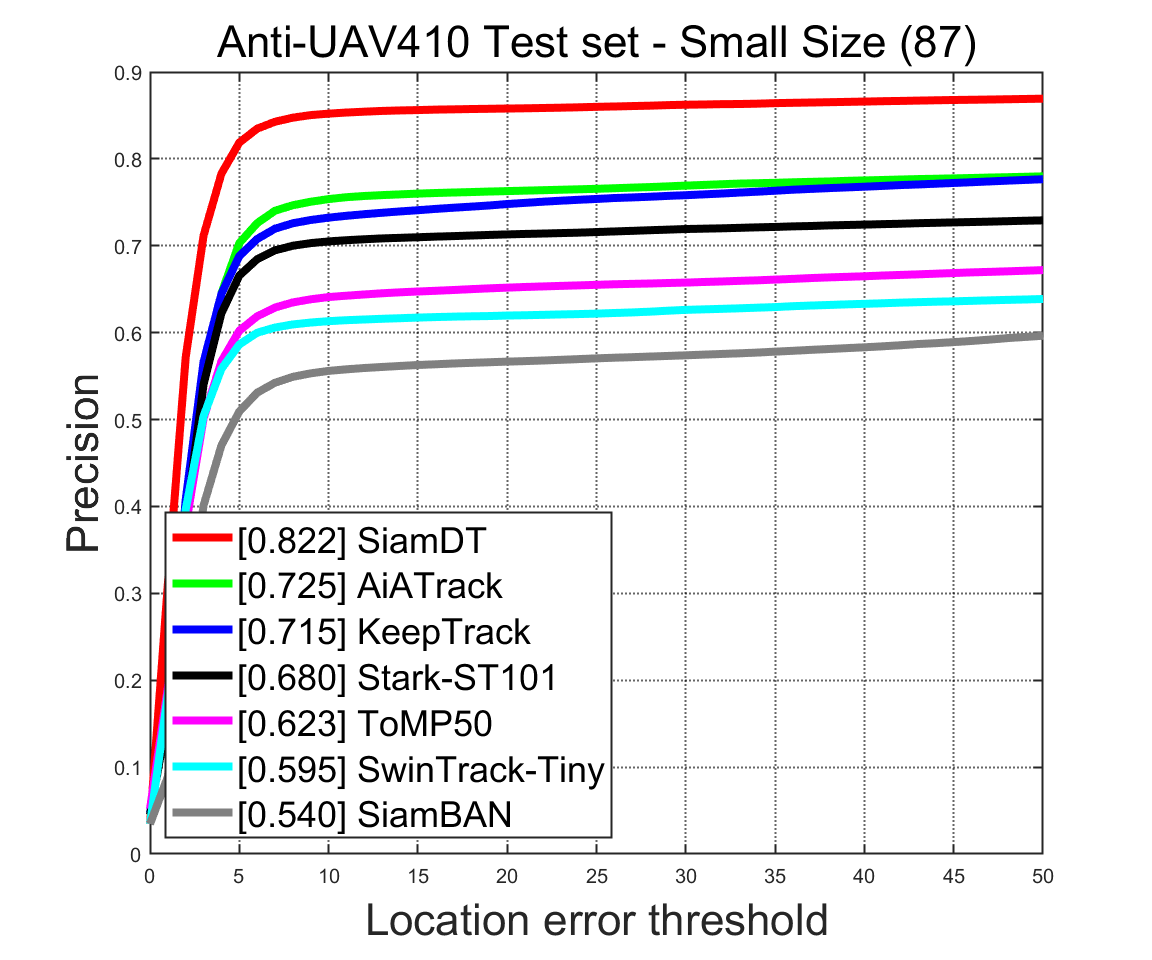 Anti-UAV410 Test set - Small Size (87)
Precision
0.9
0.8
0.7
0.6
0.5
0.4
0.3
0.2
0.1
0
[0.822] SiamDT
[0.725] AiATrack
[0.715] KeepTrack
[0.680] Stark-ST101
[0.623] ToMP50
[0.595] SwinTrack-Tiny
[0.540] SiamBAN
0 5 10 15 20 25 30 35 40 45 50
Location error threshold